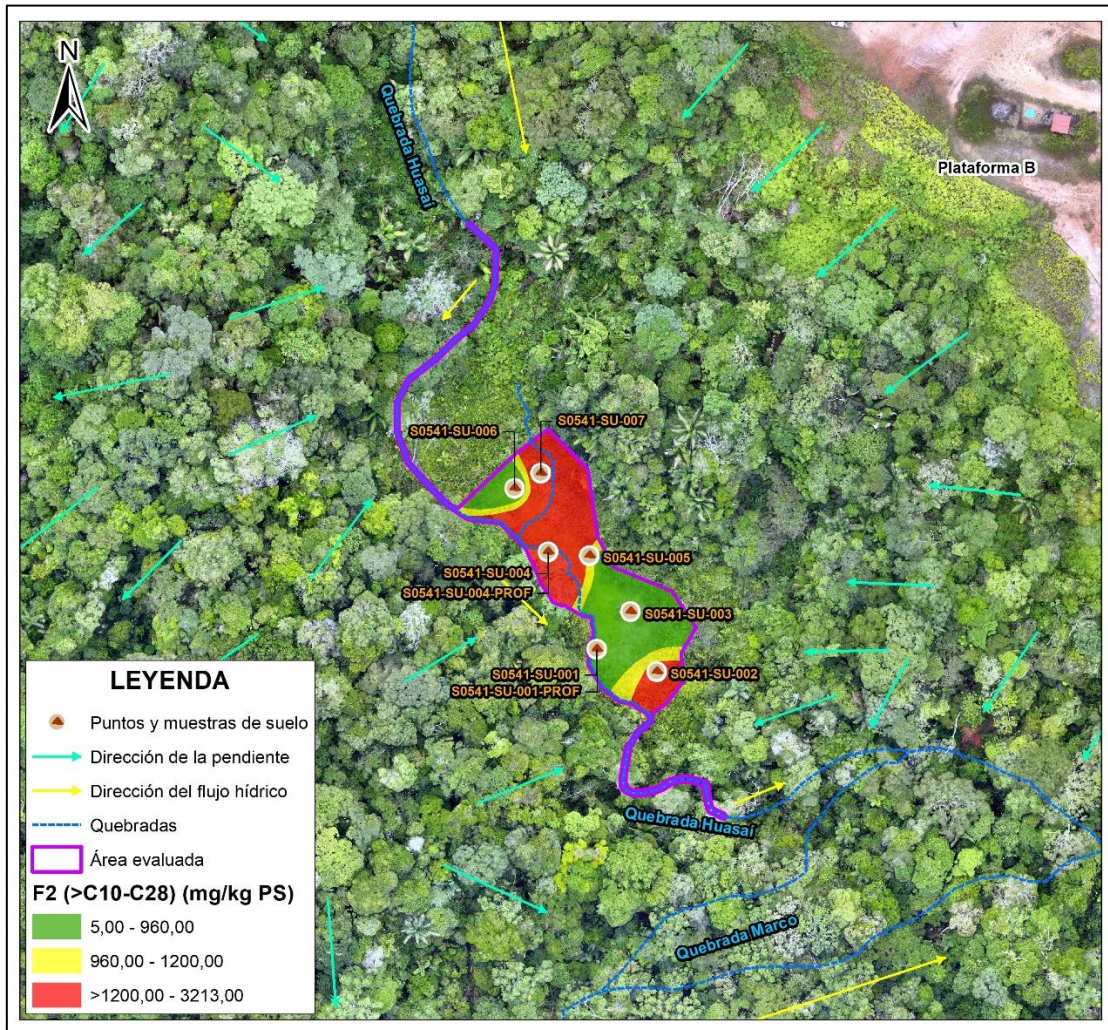 N
Quebrada Huasaí
Plataforma B
S0541-SU-006
S0541-SU-007
S0541-SU-004
S0541-SU-004-PROF
S0541-SU-005
S0541-SU-003
S0541-SU-001
S0541-SU-001-PROF
S0541-SU-002
Quebrada Huasaí
Quebrada Marco
LEYENDA
Puntos y muestras de suelo
Dirección de la pendiente
Dirección del flujo hídrico
Quebradas
Área evaluada
F2 (>C10-C28) (mg/kg PS)
5,00 - 960,00
960,00 - 1200,00
>1200,00 - 3213,00